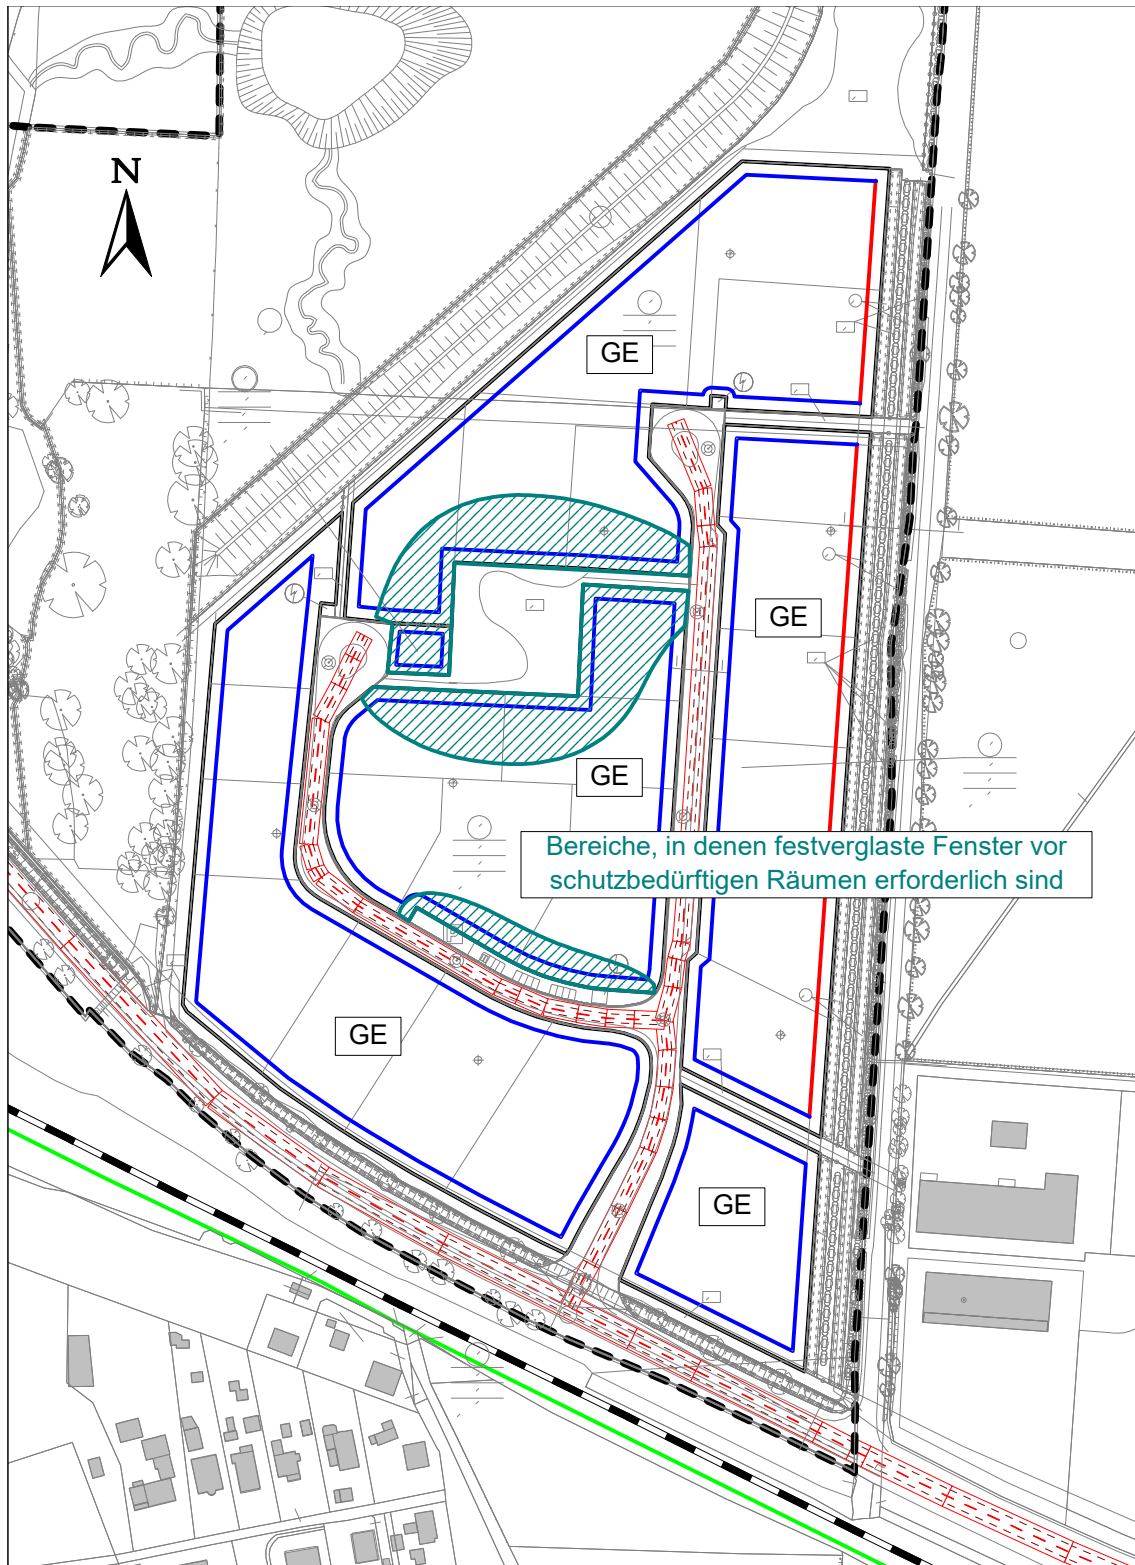 N
GE
GE
GE
Bereiche, in denen festverglaste Fenster vor
schutzbedürftigen Räumen erforderlich sind
GE
GE